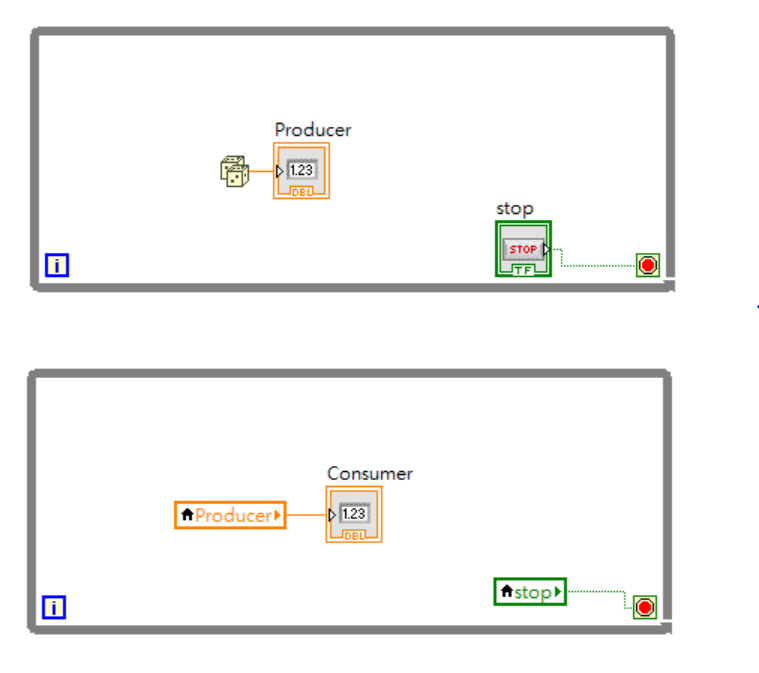 Producer
1.23
DBL
stop
STOP
TF
i
Consumer
Producer
1.23
DBL
stop
i